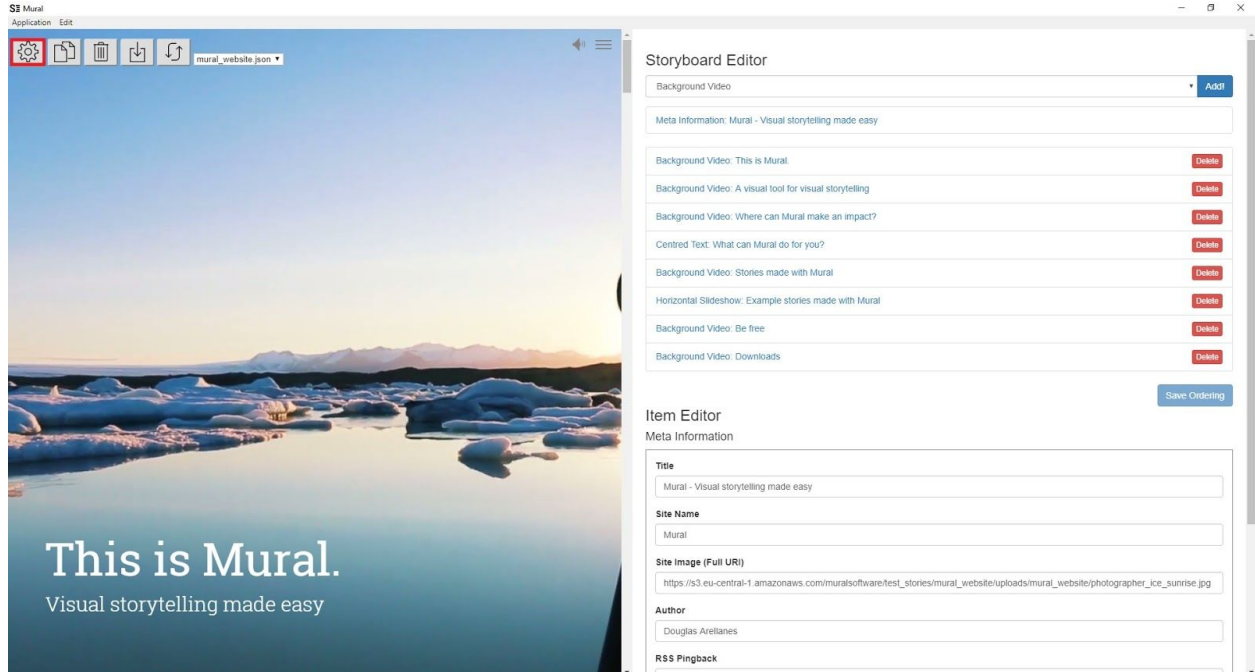 Mural
Application Edit
mural_website.json
Storyboard Editor
Background Video
Add!
Meta Information: Mural - Visual storytelling made easy
Background Video: This is Mural.
Delete
Background Video: A visual tool for visual storytelling
Delete
Background Video: Where can Mural make an impact?
Delete
Centred Text: What can Mural do for you?
Delete
Background Video: Stories made with Mural
Delete
Horizontal Slideshow: Example stories made with Mural
Delete
Background Video: Be free
Delete
Background Video: Downloads
Delete
Save Ordering
Item Editor
Meta Information
Title
Mural - Visual storytelling made easy
Site Name
Mural
Site Image (Full URI)
https://s3.eu-central-1.amazonaws.com/muralsoftware/test_stories/mural_website/uploads/mural_website/photographer_ice_sunrise.jpg
Author
Douglas Arellanes
RSS Pingback
This is Mural.
Visual storytelling made easy